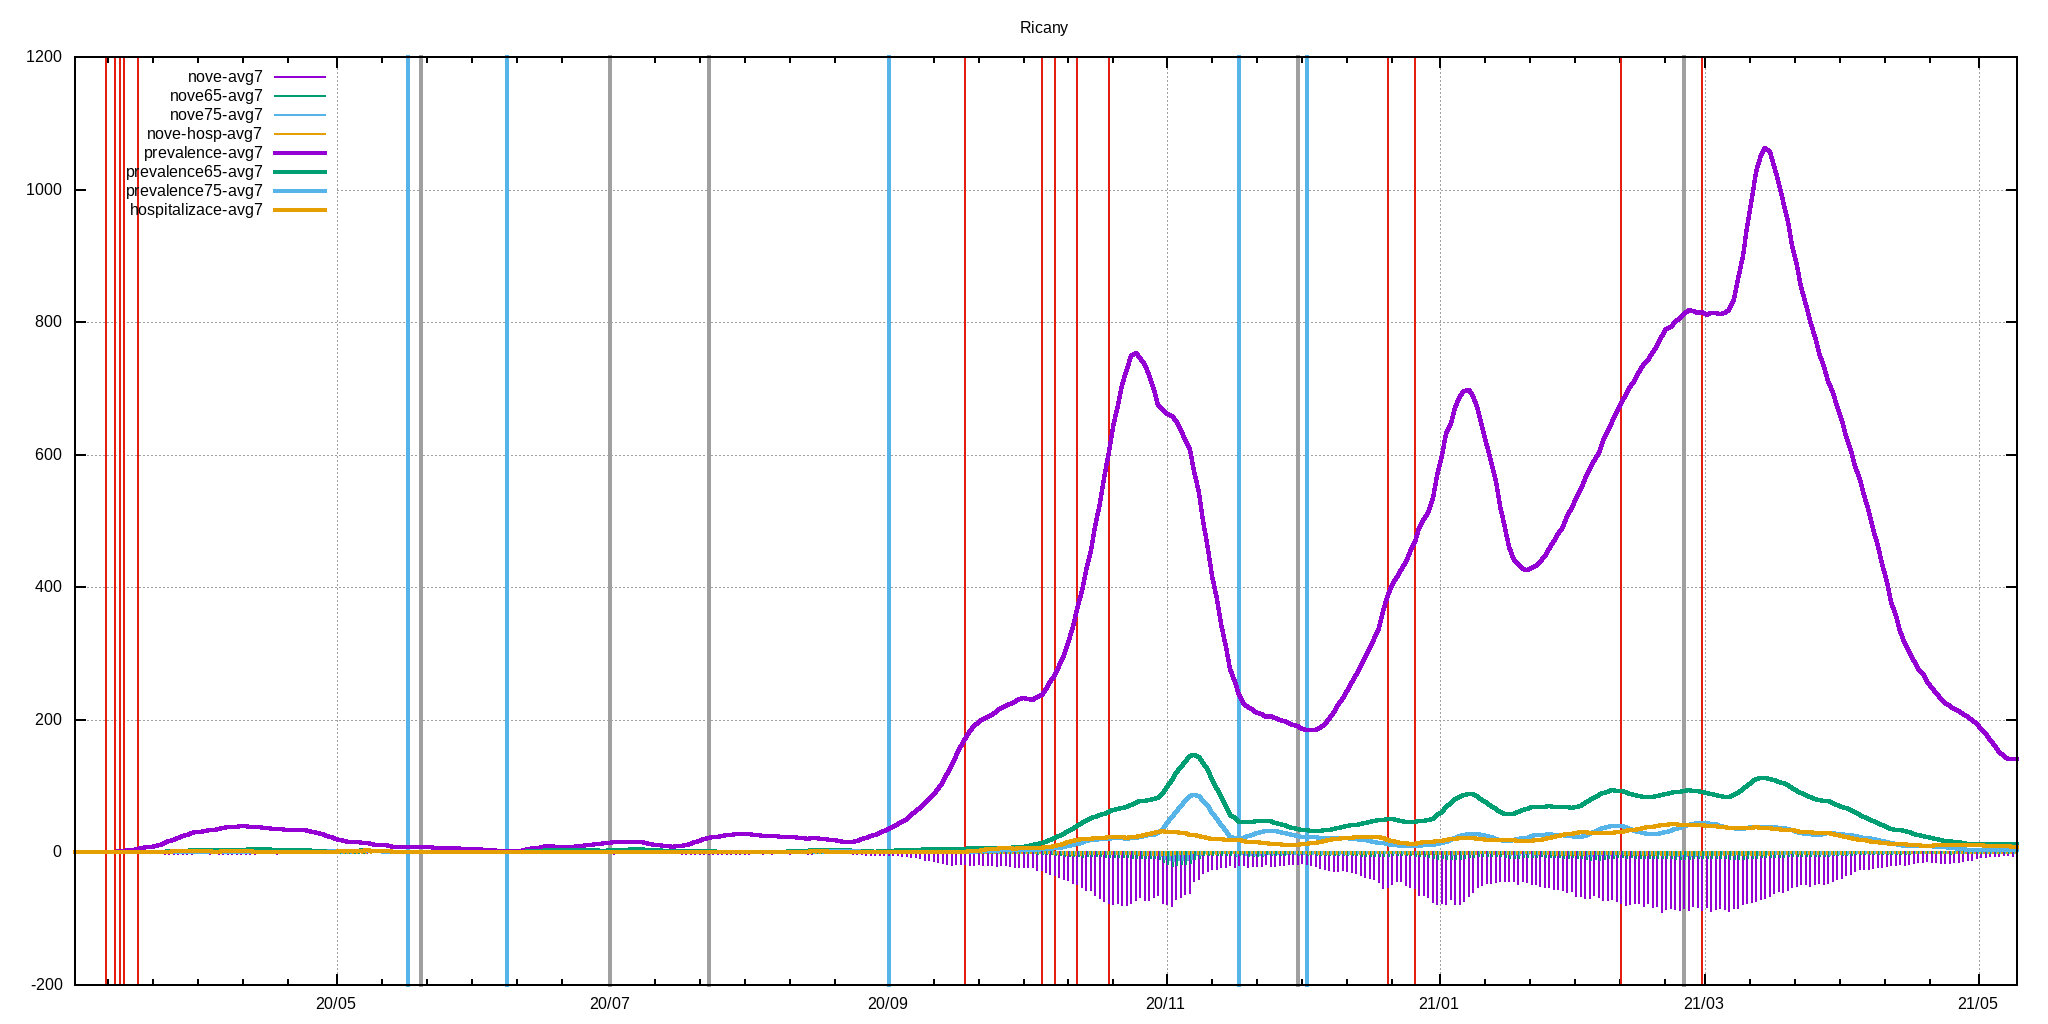 Ricany
1200
1000
800
600
400
200
0
-200
nove-avg7
nove65-avg7
nove75-avg7
nove-hosp-avg7
prevalence-avg7
prevalence65-avg7
prevalence75-avg7
hospitalizace-avg7
20/05 20/07 20/09 20/11 21/01 21/03 21/05